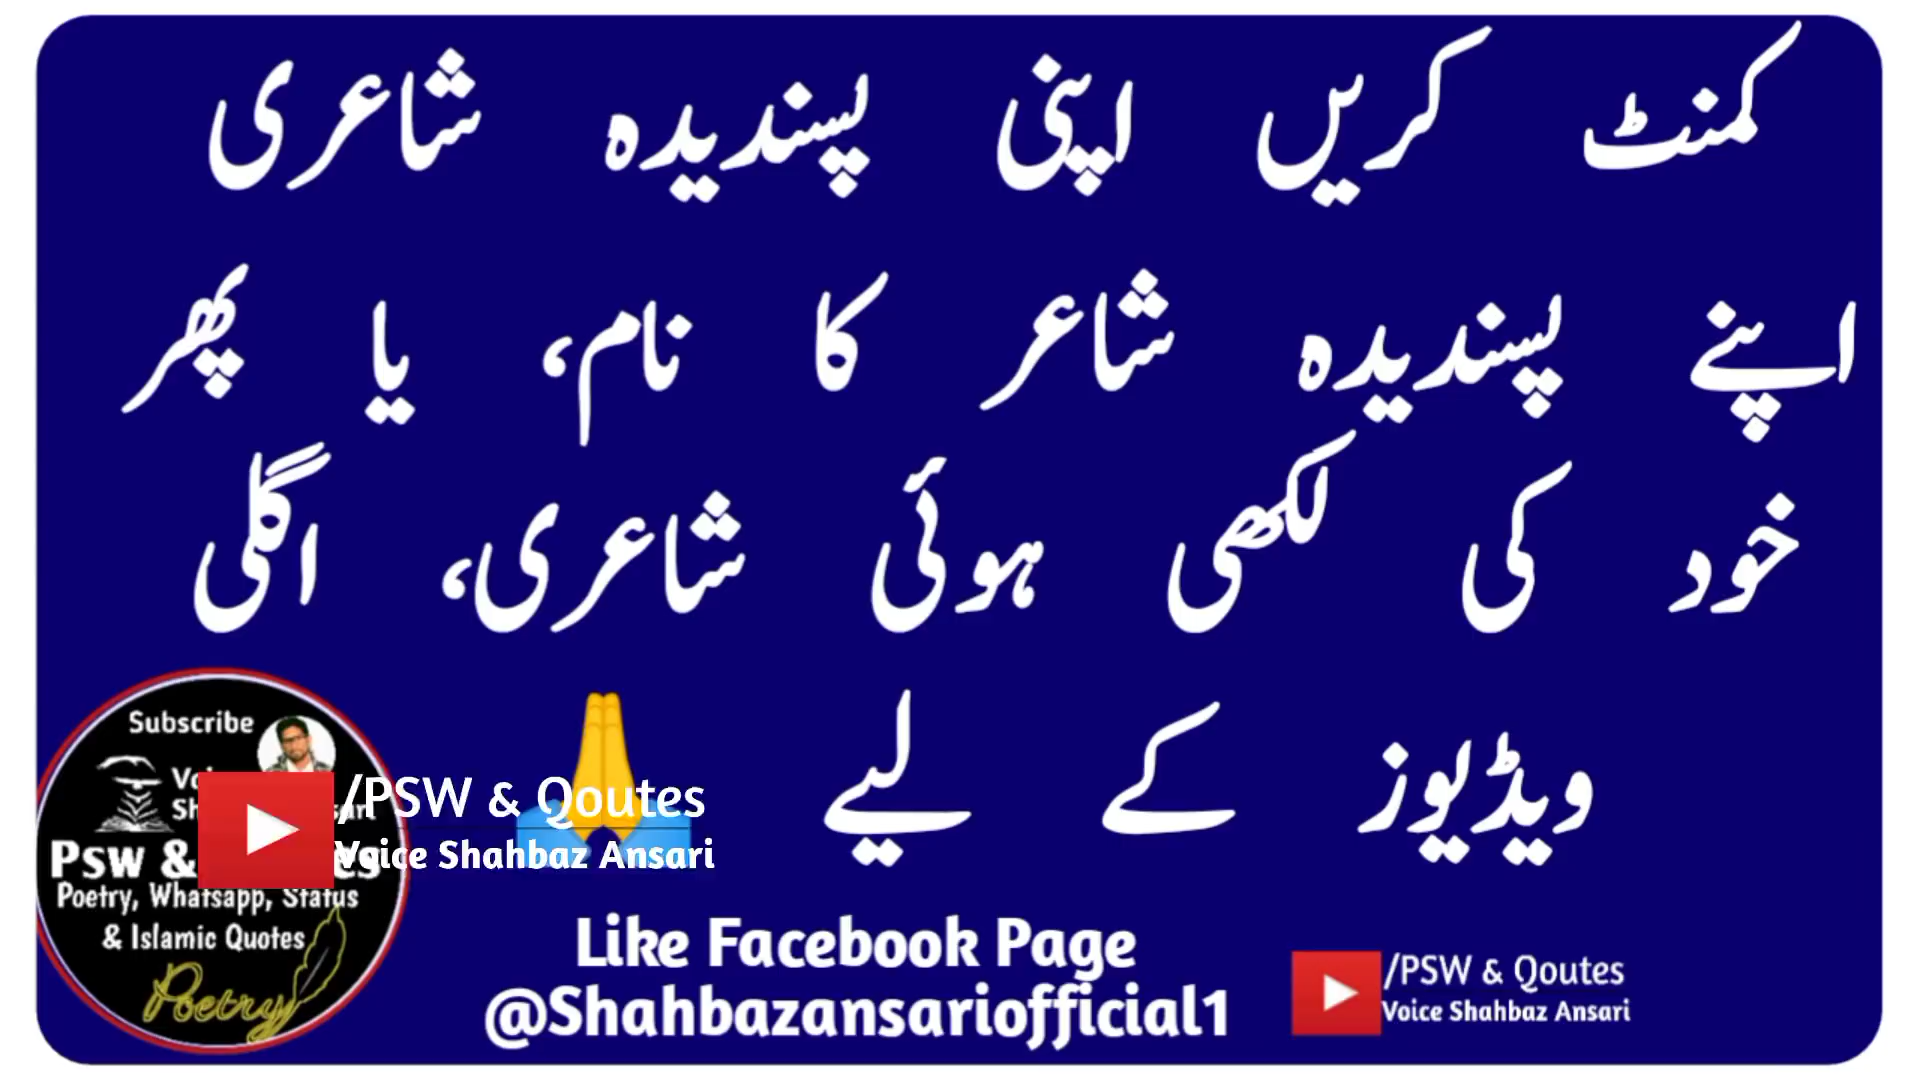 کمنٹ کریں اپنی پسندیدہ شاعری
اپنے پسندیدہ شاعر کا نام، یا پھر
خود کی لکھی ہوئی شاعری، اگلی
ویڈیوز کے لیے 🙏
Subscribe
/PSW & Qoutes
Voice Shahbaz Ansari
Psw &
Poetry, Whatsapp, Status
& Islamic Quotes
Poetry
Like Facebook Page
@Shahbazansariofficial1
/PSW & Qoutes
Voice Shahbaz Ansari